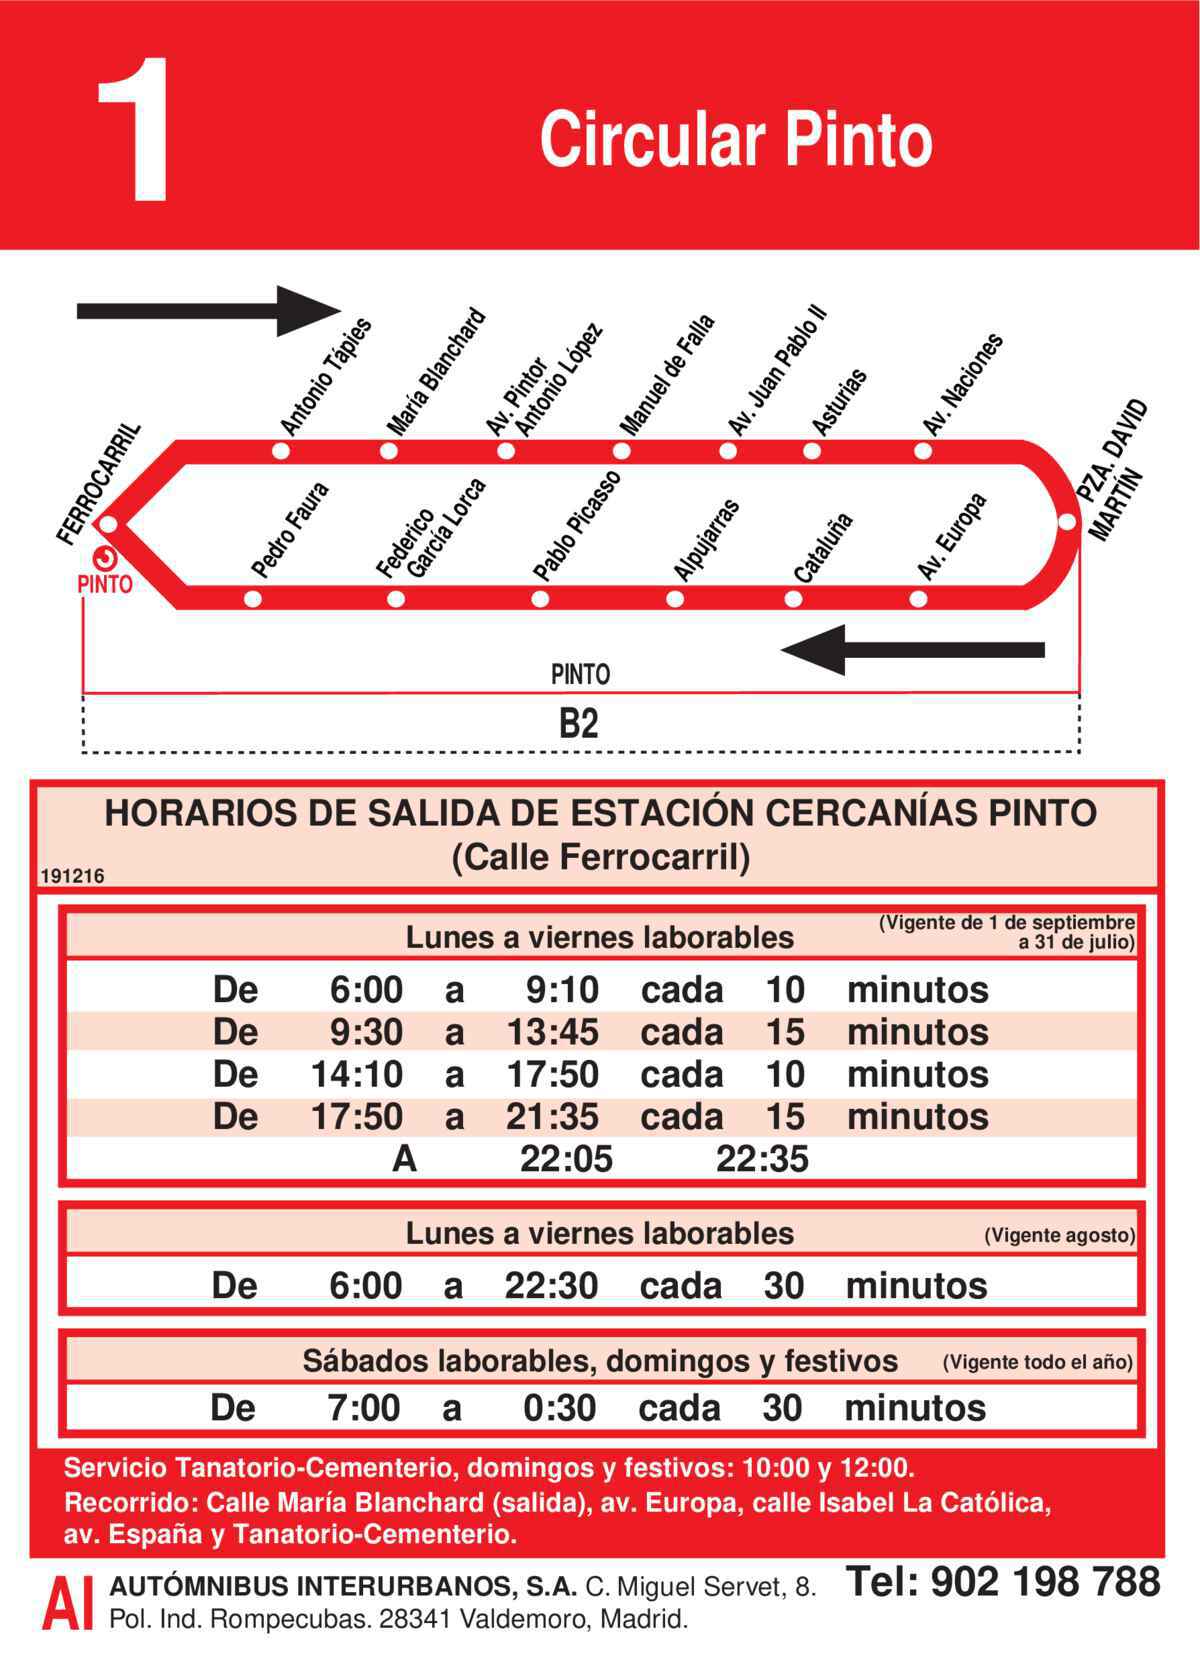 1
Circular Pinto
FERROCARRIL
Antonio Tápies
María Blanchard
Av. Pintor
Antonio López
Manuel de Falla
Av. Juan Pablo II
Asturias
Av. Naciones
PZA. DAVID
MARTÍN
Pedro Faura
Federico
García Lorca
Pablo Picasso
Alpujarras
Cataluña
Av. Europa
PINTO
PINTO
B2
HORARIOS DE SALIDA DE ESTACIÓN CERCANÍAS PINTO
(Calle Ferrocarril)
191216
Lunes a viernes laborables
(Vigente de 1 de septiembre
a 31 de julio)
De 6:00 a 9:10 cada 10 minutos
De 9:30 a 13:45 cada 15 minutos
De 14:10 a 17:50 cada 10 minutos
De 17:50 a 21:35 cada 15 minutos
A 22:05 22:35
Lunes a viernes laborables (Vigente agosto)
De 6:00 a 22:30 cada 30 minutos
Sábados laborables, domingos y festivos (Vigente todo el año)
De 7:00 a 0:30 cada 30 minutos
Servicio Tanatorio-Cementerio, domingos y festivos: 10:00 y 12:00.
Recorrido: Calle María Blanchard (salida), av. Europa, calle Isabel La Católica,
av. España y Tanatorio-Cementerio.
AI
AUTÓMNIBUS INTERURBANOS, S.A. C. Miguel Servet, 8.
Pol. Ind. Rompecubas. 28341 Valdemoro, Madrid.
Tel: 902 198 788